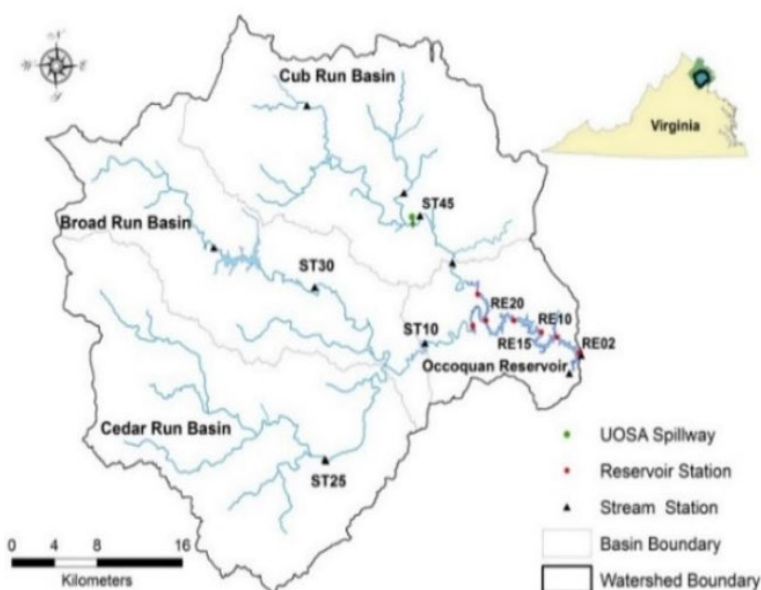 Cub Run Basin
Virginia
ST45
Broad Run Basin
ST30
RE20
RE10
ST10
RE15
RE02
Occoquan Reservoir
Cedar Run Basin
ST25
UOSA Spillway
Reservoir Station
Stream Station
Basin Boundary
Watershed Boundary
0 4 8 16
Kilometers